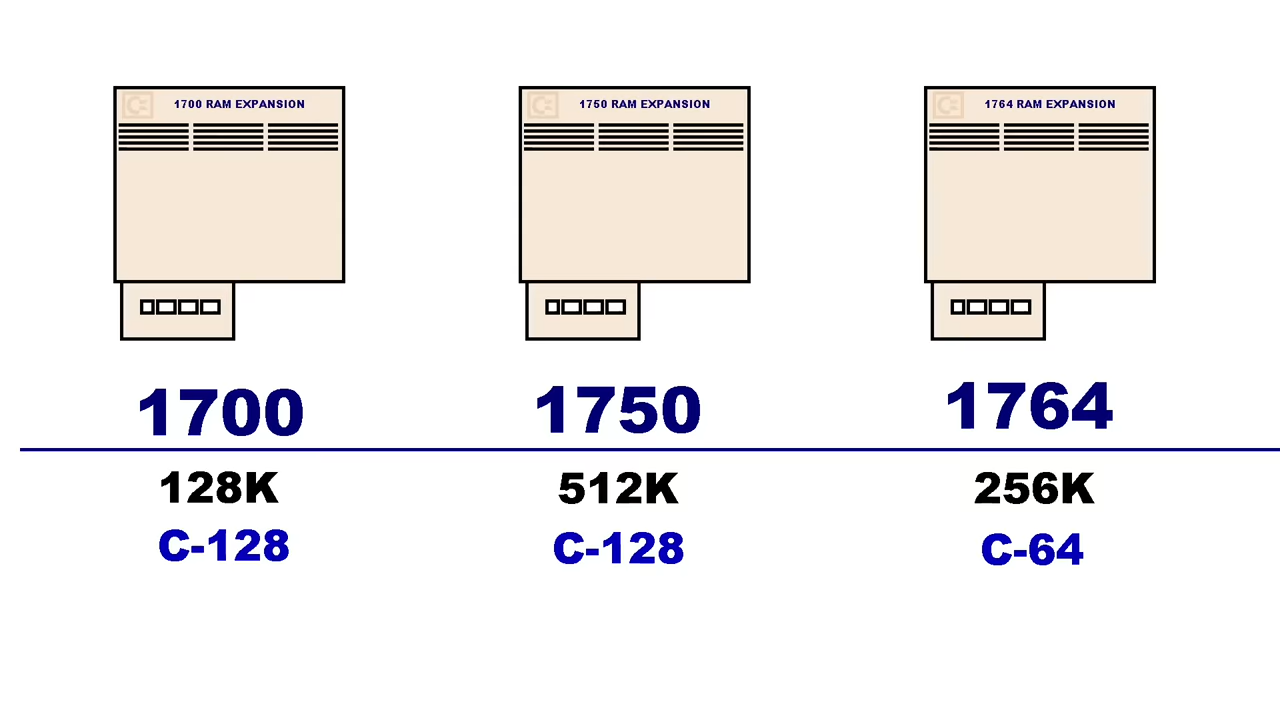 1700 RAM EXPANSION
1750 RAM EXPANSION
1764 RAM EXPANSION
1700
1750
1764
128K
512K
256K
C-128
C-128
C-64